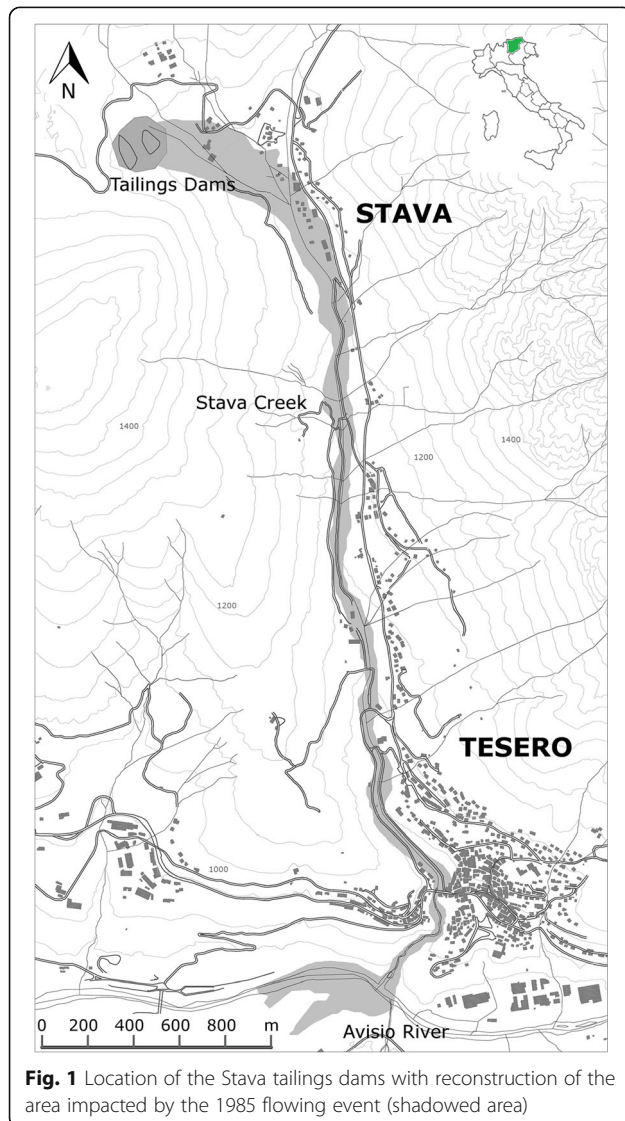 N
Tailings Dams
STAVA
Stava Creek
1400
1200
1400
1200
TESERO
1000
Avisio River
0 200 400 600 800 m
Fig. 1 Location of the Stava tailings dams with reconstruction of the
area impacted by the 1985 flowing event (shadowed area)